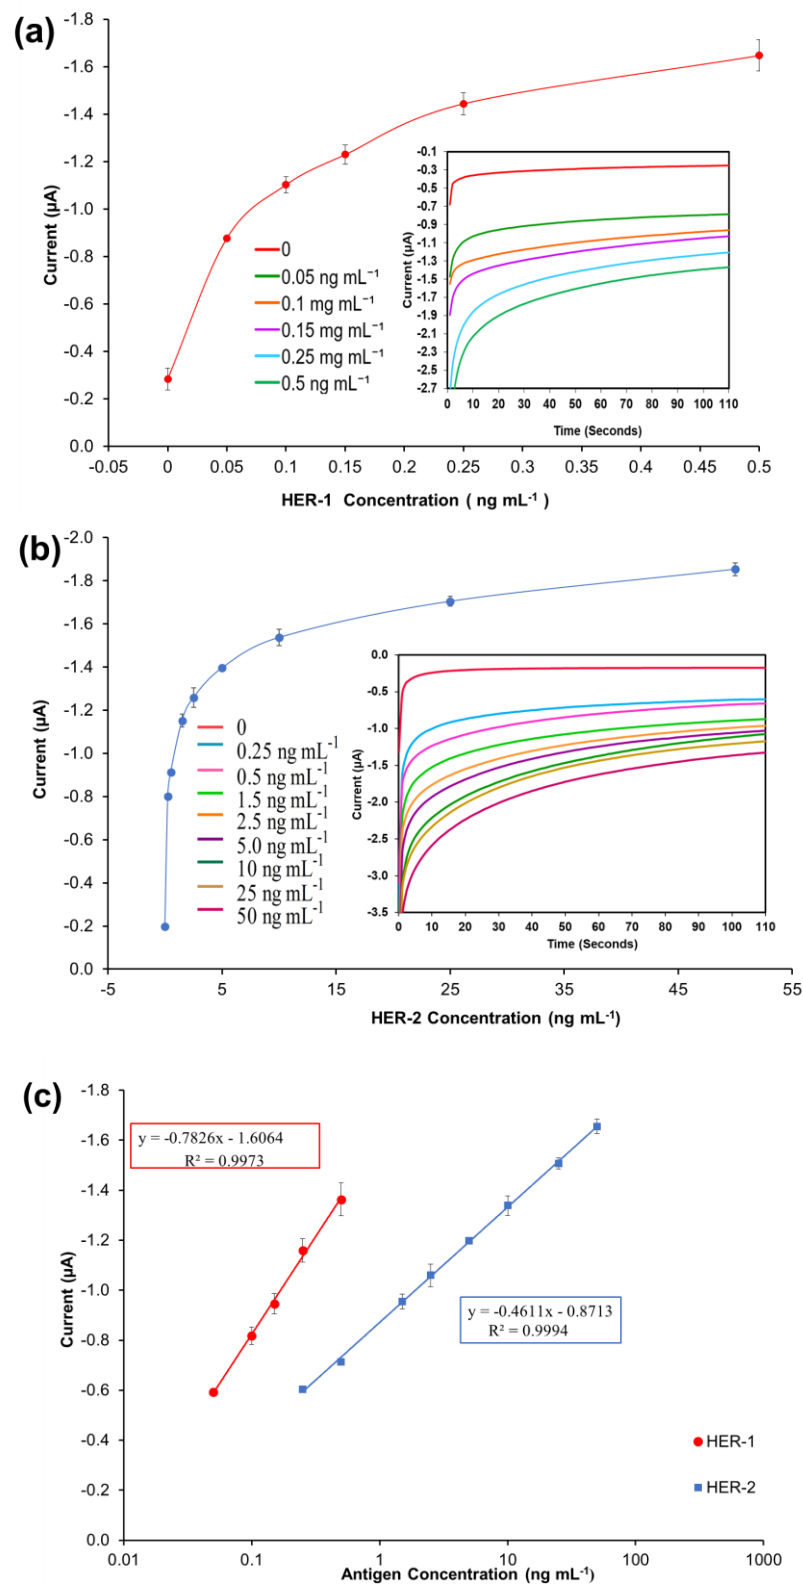 (a)
-1.8
-1.6
-1.4
-1.2
-1.0
-0.8
-0.6
-0.4
-0.2
0.0
Current (µA)
-0.05 0 0.05 0.1 0.15 0.2 0.25 0.3 0.35 0.4 0.45 0.5
HER-1 Concentration ( ng mL⁻¹ )
0
0.05 ng mL⁻¹
0.1 mg mL⁻¹
0.15 mg mL⁻¹
0.25 mg mL⁻¹
0.5 ng mL⁻¹
-0.1
-0.3
-0.5
-0.7
-0.9
-1.1
-1.3
-1.5
-1.7
-1.9
-2.1
-2.3
-2.5
-2.7
Current (µA)
0 10 20 30 40 50 60 70 80 90 100 110
Time (Seconds)
(b)
-2.0
-1.8
-1.6
-1.4
-1.2
-1.0
-0.8
-0.6
-0.4
-0.2
0.0
Current (µA)
-5 5 15 25 35 45 55
HER-2 Concentration (ng mL⁻¹)
0
0.25 ng mL⁻¹
0.5 ng mL⁻¹
1.5 ng mL⁻¹
2.5 ng mL⁻¹
5.0 ng mL⁻¹
10 ng mL⁻¹
25 ng mL⁻¹
50 ng mL⁻¹
0.0
-0.5
-1.0
-1.5
-2.0
-2.5
-3.0
-3.5
Current (µA)
0 10 20 30 40 50 60 70 80 90 100 110
Time (Seconds)
(c)
-1.8
-1.6
-1.4
-1.2
-1.0
-0.8
-0.6
-0.4
-0.2
0.0
Current (µA)
y = -0.7826x - 1.6064
R² = 0.9973
y = -0.4611x - 0.8713
R² = 0.9994
HER-1
HER-2
0.01 0.1 1 10 100 1000
Antigen Concentration (ng mL⁻¹)